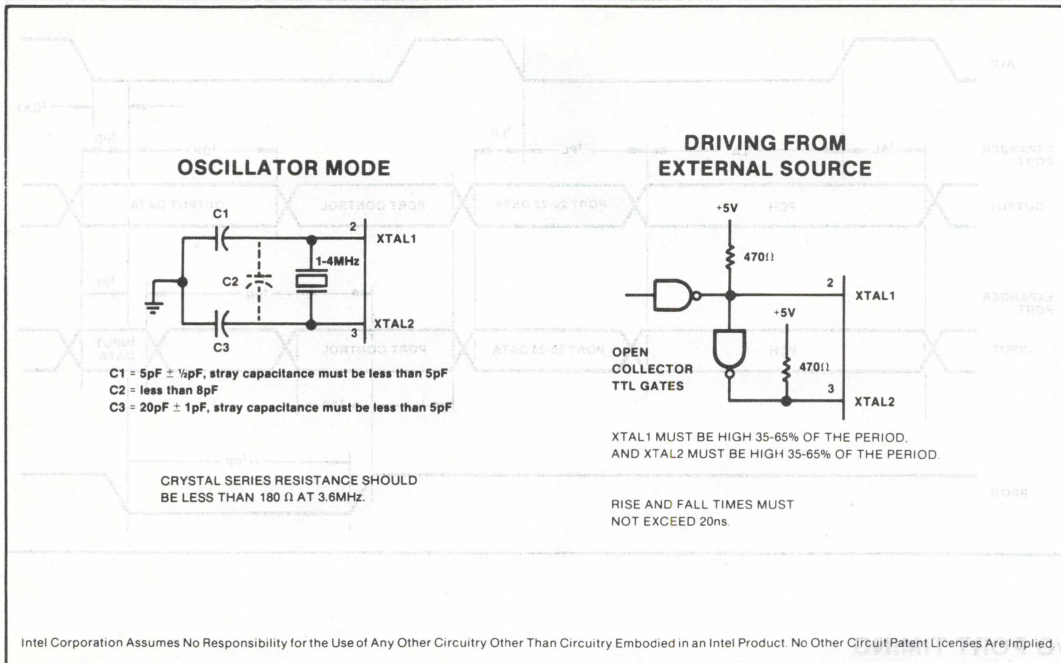 OSCILLATOR MODE
C1
2
XTAL1
1-4MHz
C2
XTAL2
3
C3
C1 = 5pF ± ½pF, stray capacitance must be less than 5pF
C2 = less than 8pF
C3 = 20pF ± 1pF, stray capacitance must be less than 5pF
CRYSTAL SERIES RESISTANCE SHOULD
BE LESS THAN 180 Ω AT 3.6MHz.
DRIVING FROM
EXTERNAL SOURCE
+5V
470Ω
2
XTAL1
+5V
OPEN
COLLECTOR
TTL GATES
470Ω
3
XTAL2
XTAL1 MUST BE HIGH 35-65% OF THE PERIOD,
AND XTAL2 MUST BE HIGH 35-65% OF THE PERIOD.
RISE AND FALL TIMES MUST
NOT EXCEED 20ns.
Intel Corporation Assumes No Responsibility for the Use of Any Other Circuitry Other Than Circuitry Embodied in an Intel Product. No Other Circuit Patent Licenses Are Implied.